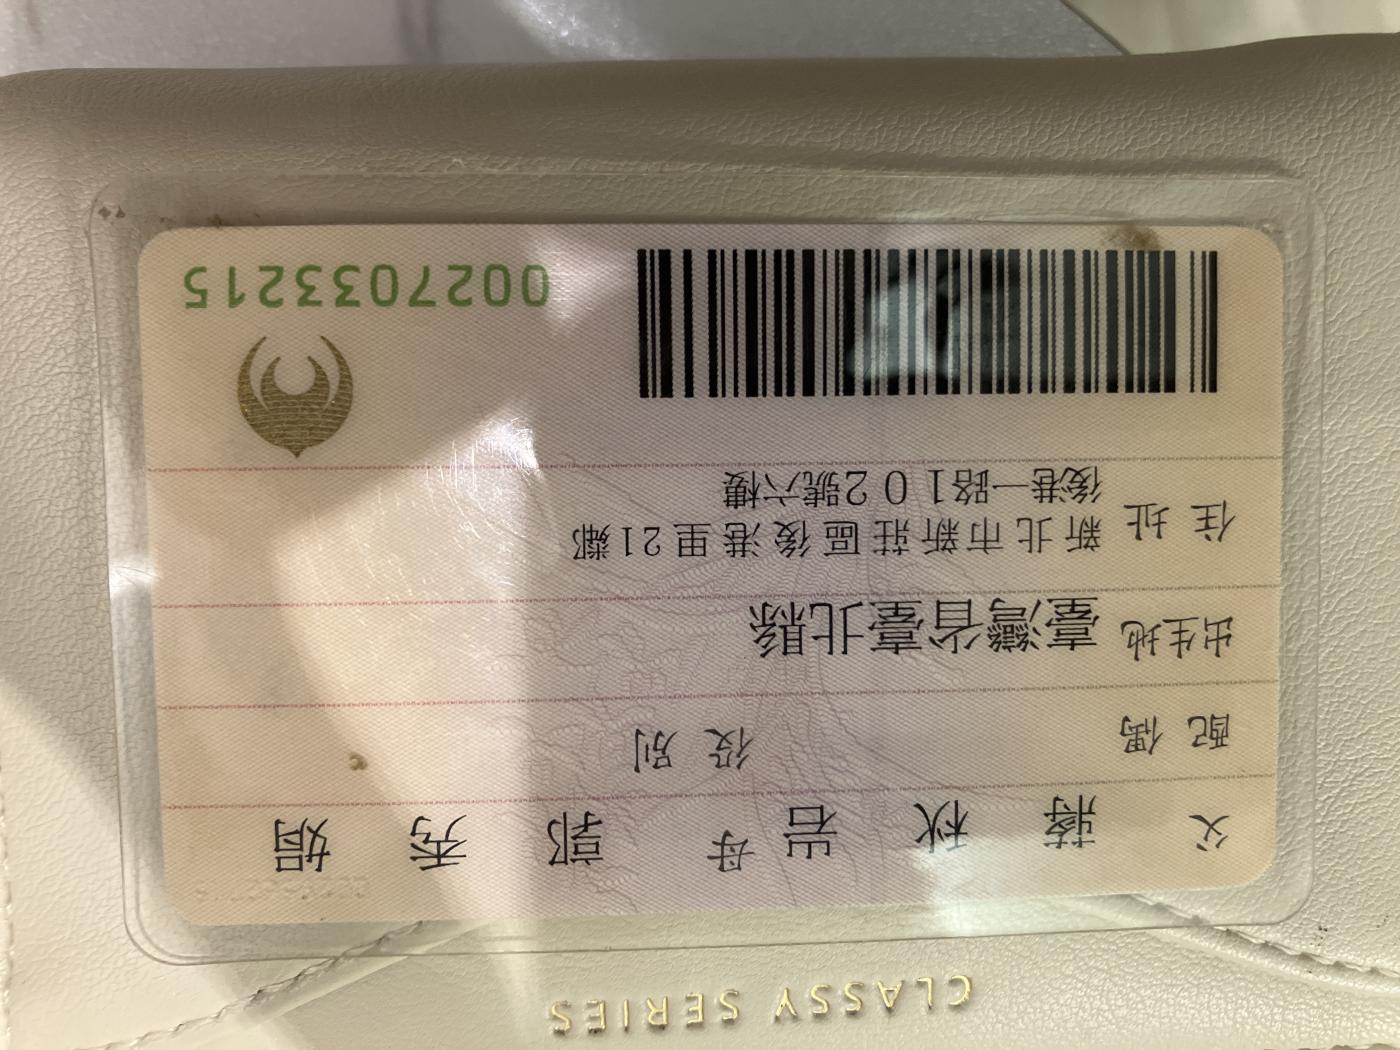 CLASSY SERIES
父 蔣秋岩 母 郭秀娟
配偶 役別
出生地 臺灣省臺北縣
住址 新北市新莊區後港里21鄰
後港一路102號六樓
0027033215